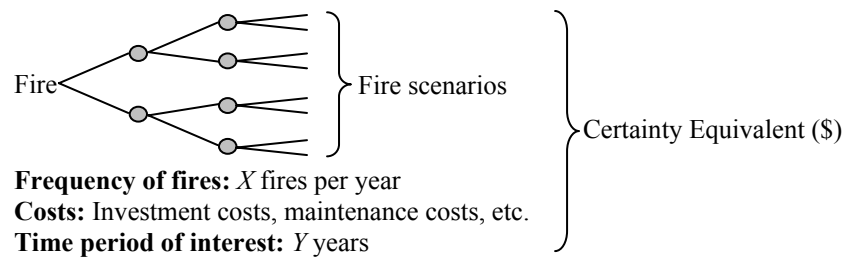 Fire
Fire scenarios
Certainty Equivalent ($)
Frequency of fires: X fires per year
Costs: Investment costs, maintenance costs, etc.
Time period of interest: Y years